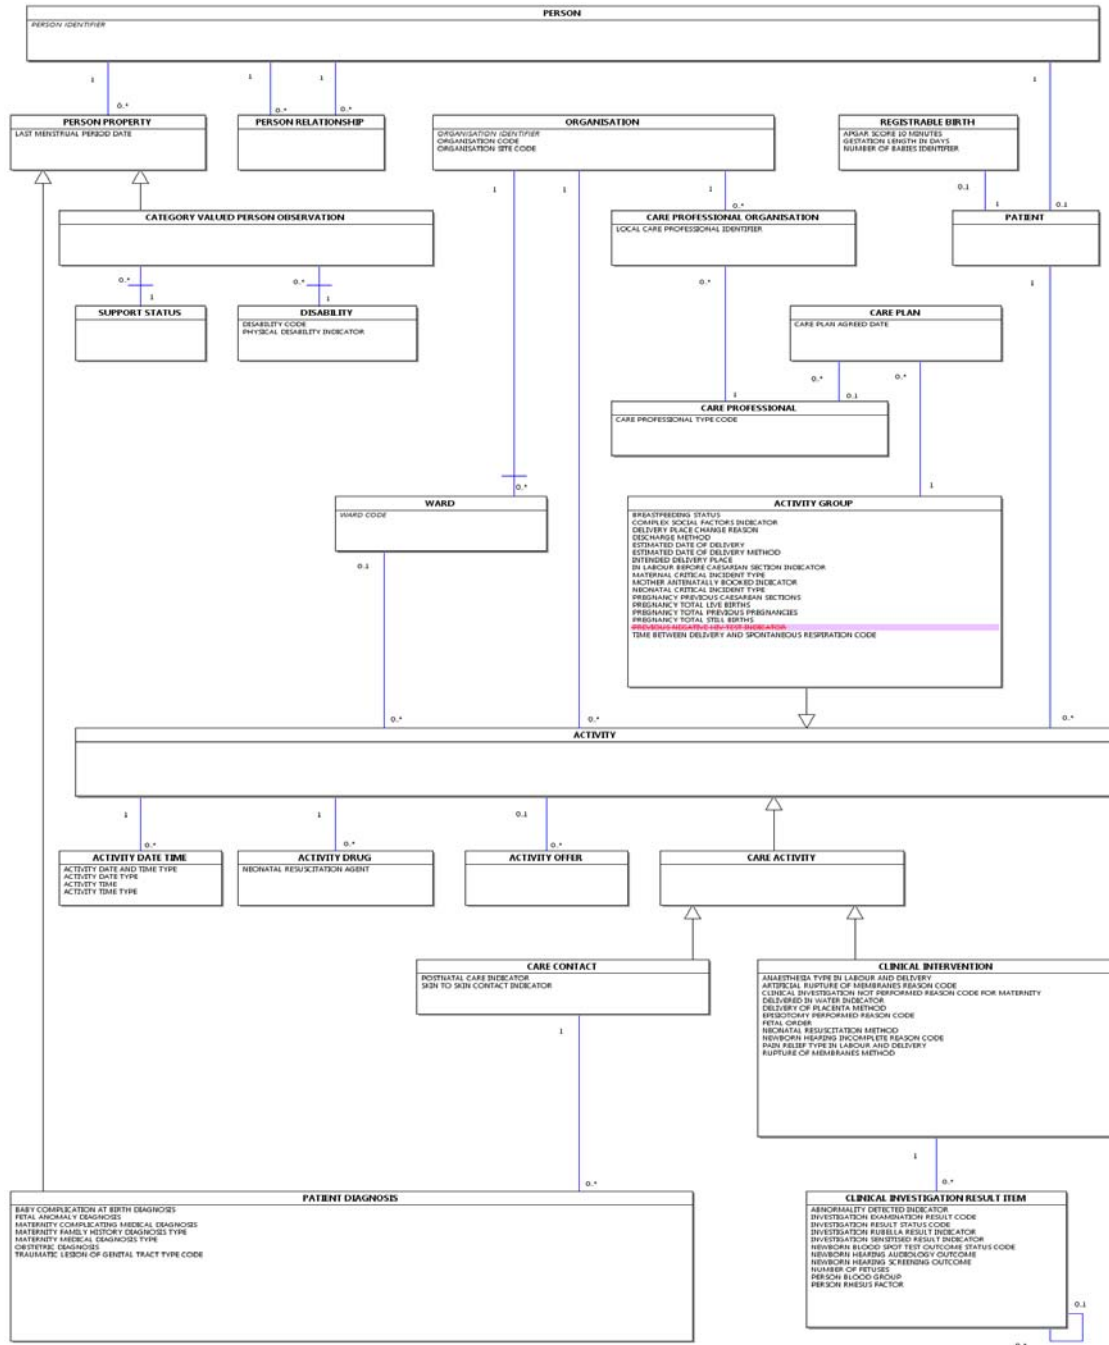 PERSON
PERSON IDENTIFIER
1
1
1
1
0..*
0..*
0..*
PERSON PROPERTY
LAST MENSTRUAL PERIOD DATE
PERSON RELATIONSHIP
ORGANISATION
ORGANISATION IDENTIFIER
ORGANISATION CODE
ORGANISATION SITE CODE
REGISTRABLE BIRTH
APGAR SCORE 10 MINUTES
GESTATION LENGTH IN DAYS
NUMBER OF BABIES IDENTIFIER
1
1
1
0..1
0..*
1
0..1
CATEGORY VALUED PERSON OBSERVATION
CARE PROFESSIONAL ORGANISATION
LOCAL CARE PROFESSIONAL IDENTIFIER
PATIENT
0..*
1
0..*
1
0..*
1
SUPPORT STATUS
DISABILITY
DISABILITY CODE
PHYSICAL DISABILITY INDICATOR
CARE PLAN
CARE PLAN AGREED DATE
0..*
0..*
1
0..1
CARE PROFESSIONAL
CARE PROFESSIONAL TYPE CODE
0..*
1
WARD
WARD CODE
ACTIVITY GROUP
BREASTFEEDING STATUS
COMPLEX SOCIAL FACTORS INDICATOR
DELIVERY PLACE CHANGE REASON
DISCHARGE METHOD
ESTIMATED DATE OF DELIVERY
ESTIMATED DATE OF DELIVERY METHOD
INTENDED DELIVERY PLACE
IN LABOUR BEFORE CAESARIAN SECTION INDICATOR
MATERNAL CRITICAL INCIDENT TYPE
MOTHER ANTENATALLY BOOKED INDICATOR
NEONATAL CRITICAL INCIDENT TYPE
PREGNANCY PREVIOUS CAESAREAN SECTIONS
PREGNANCY TOTAL LIVE BIRTHS
PREGNANCY TOTAL PREVIOUS PREGNANCIES
PREGNANCY TOTAL STILL BIRTHS
PREVIOUS NEGATIVE HIV TEST INDICATOR
TIME BETWEEN DELIVERY AND SPONTANEOUS RESPIRATION CODE
0..1
0..*
0..*
0..*
ACTIVITY
1
1
0..1
0..*
0..*
0..*
ACTIVITY DATE TIME
ACTIVITY DATE AND TIME TYPE
ACTIVITY DATE TYPE
ACTIVITY TIME
ACTIVITY TIME TYPE
ACTIVITY DRUG
NEONATAL RESUSCITATION AGENT
ACTIVITY OFFER
CARE ACTIVITY
CARE CONTACT
POSTNATAL CARE INDICATOR
SKIN TO SKIN CONTACT INDICATOR
CLINICAL INTERVENTION
ANAESTHESIA TYPE IN LABOUR AND DELIVERY
ARTIFICIAL RUPTURE OF MEMBRANES REASON CODE
CLINICAL INVESTIGATION NOT PERFORMED REASON CODE FOR MATERNITY
DELIVERED IN WATER INDICATOR
DELIVERY OF PLACENTA METHOD
EPISIOTOMY PERFORMED REASON CODE
FETAL ORDER
NEONATAL RESUSCITATION METHOD
NEWBORN HEARING INCOMPLETE REASON CODE
PAIN RELIEF TYPE IN LABOUR AND DELIVERY
RUPTURE OF MEMBRANES METHOD
1
1
0..*
0..*
PATIENT DIAGNOSIS
BABY COMPLICATION AT BIRTH DIAGNOSIS
FETAL ANOMALY DIAGNOSIS
MATERNITY COMPLICATING MEDICAL DIAGNOSIS
MATERNITY FAMILY HISTORY DIAGNOSIS TYPE
MATERNITY MEDICAL DIAGNOSIS TYPE
OBSTETRIC DIAGNOSIS
TRAUMATIC LESION OF GENITAL TRACT TYPE CODE
CLINICAL INVESTIGATION RESULT ITEM
ABNORMALITY DETECTED INDICATOR
INVESTIGATION EXAMINATION RESULT CODE
INVESTIGATION RESULT STATUS CODE
INVESTIGATION RUBELLA RESULT INDICATOR
INVESTIGATION SENSITISED RESULT INDICATOR
NEWBORN BLOOD SPOT TEST OUTCOME STATUS CODE
NEWBORN HEARING AUDIOLOGY OUTCOME
NEWBORN HEARING SCREENING OUTCOME
NUMBER OF FETUSES
PERSON BLOOD GROUP
PERSON RHESUS FACTOR
0..1